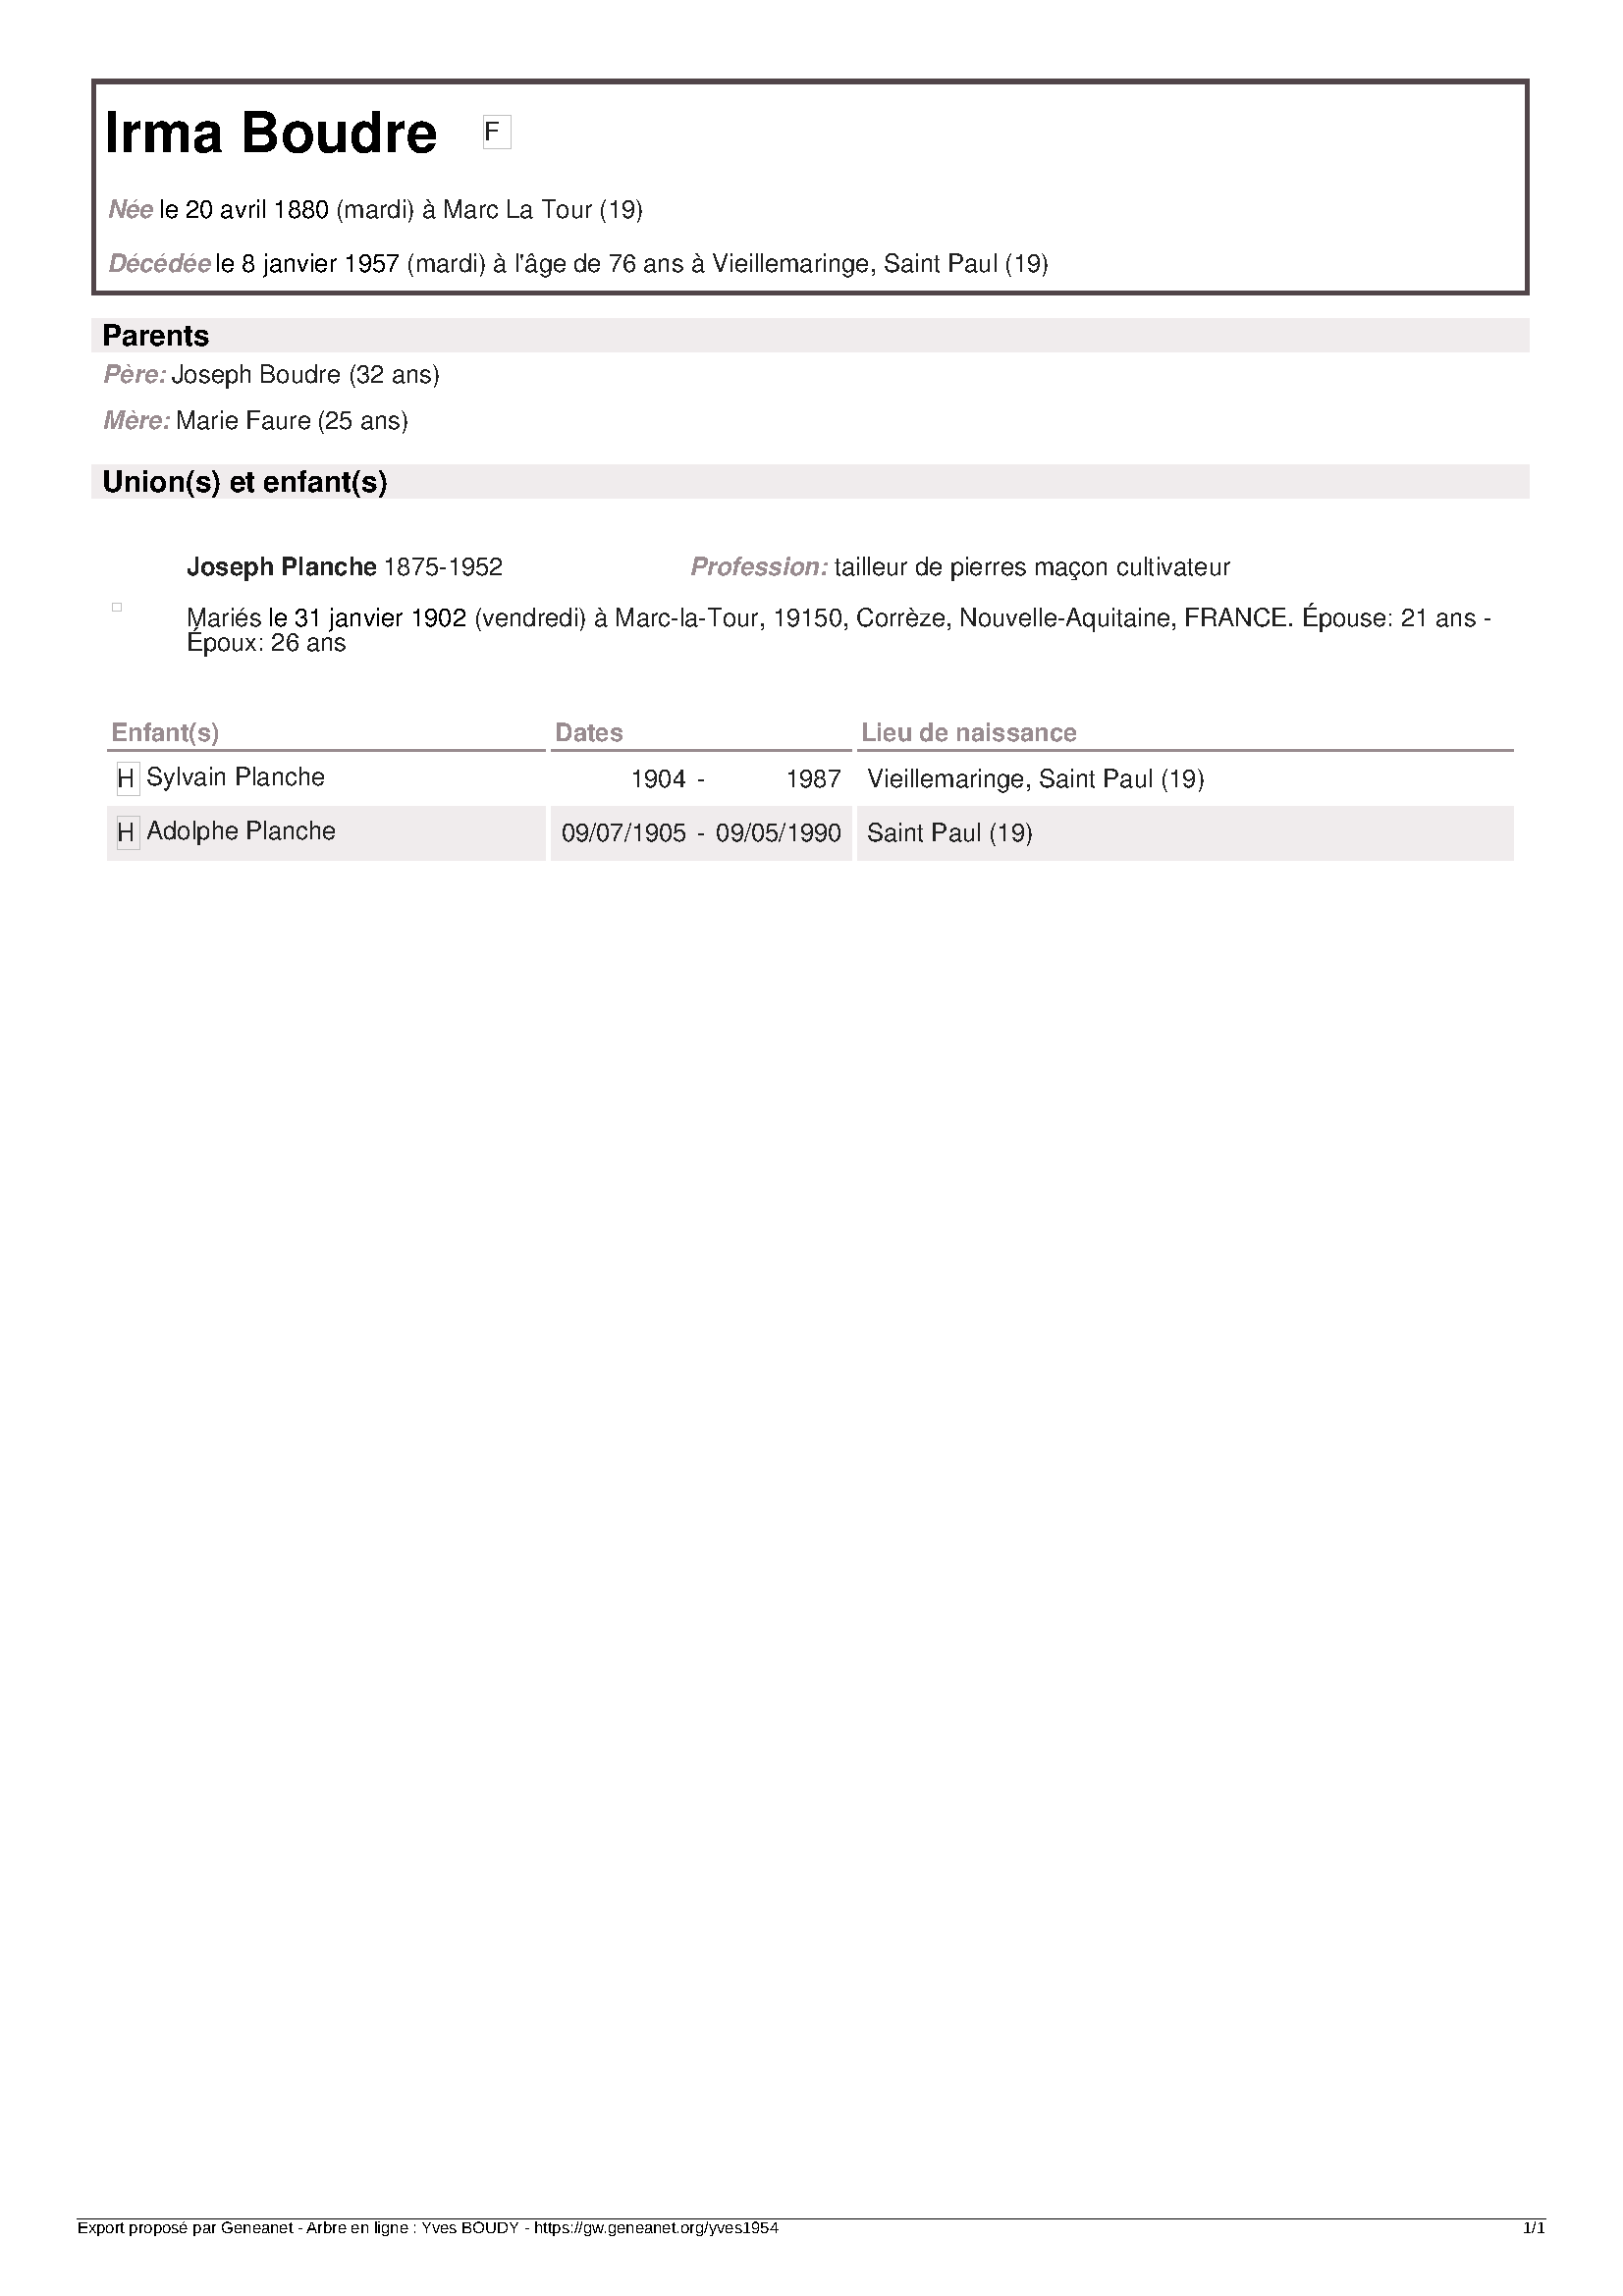 Irma Boudre F
Née le 20 avril 1880 (mardi) à Marc La Tour (19)
Décédée le 8 janvier 1957 (mardi) à l'âge de 76 ans à Vieillemaringe, Saint Paul (19)
Parents
Père: Joseph Boudre (32 ans)
Mère: Marie Faure (25 ans)
Union(s) et enfant(s)
Joseph Planche 1875-1952 Profession: tailleur de pierres maçon cultivateur
Mariés le 31 janvier 1902 (vendredi) à Marc-la-Tour, 19150, Corrèze, Nouvelle-Aquitaine, FRANCE. Épouse: 21 ans -
Époux: 26 ans
Enfant(s) Dates Lieu de naissance
H Sylvain Planche 1904 - 1987 Vieillemaringe, Saint Paul (19)
H Adolphe Planche 09/07/1905 - 09/05/1990 Saint Paul (19)
Export proposé par Geneanet - Arbre en ligne : Yves BOUDY - https://gw.geneanet.org/yves1954 1/1